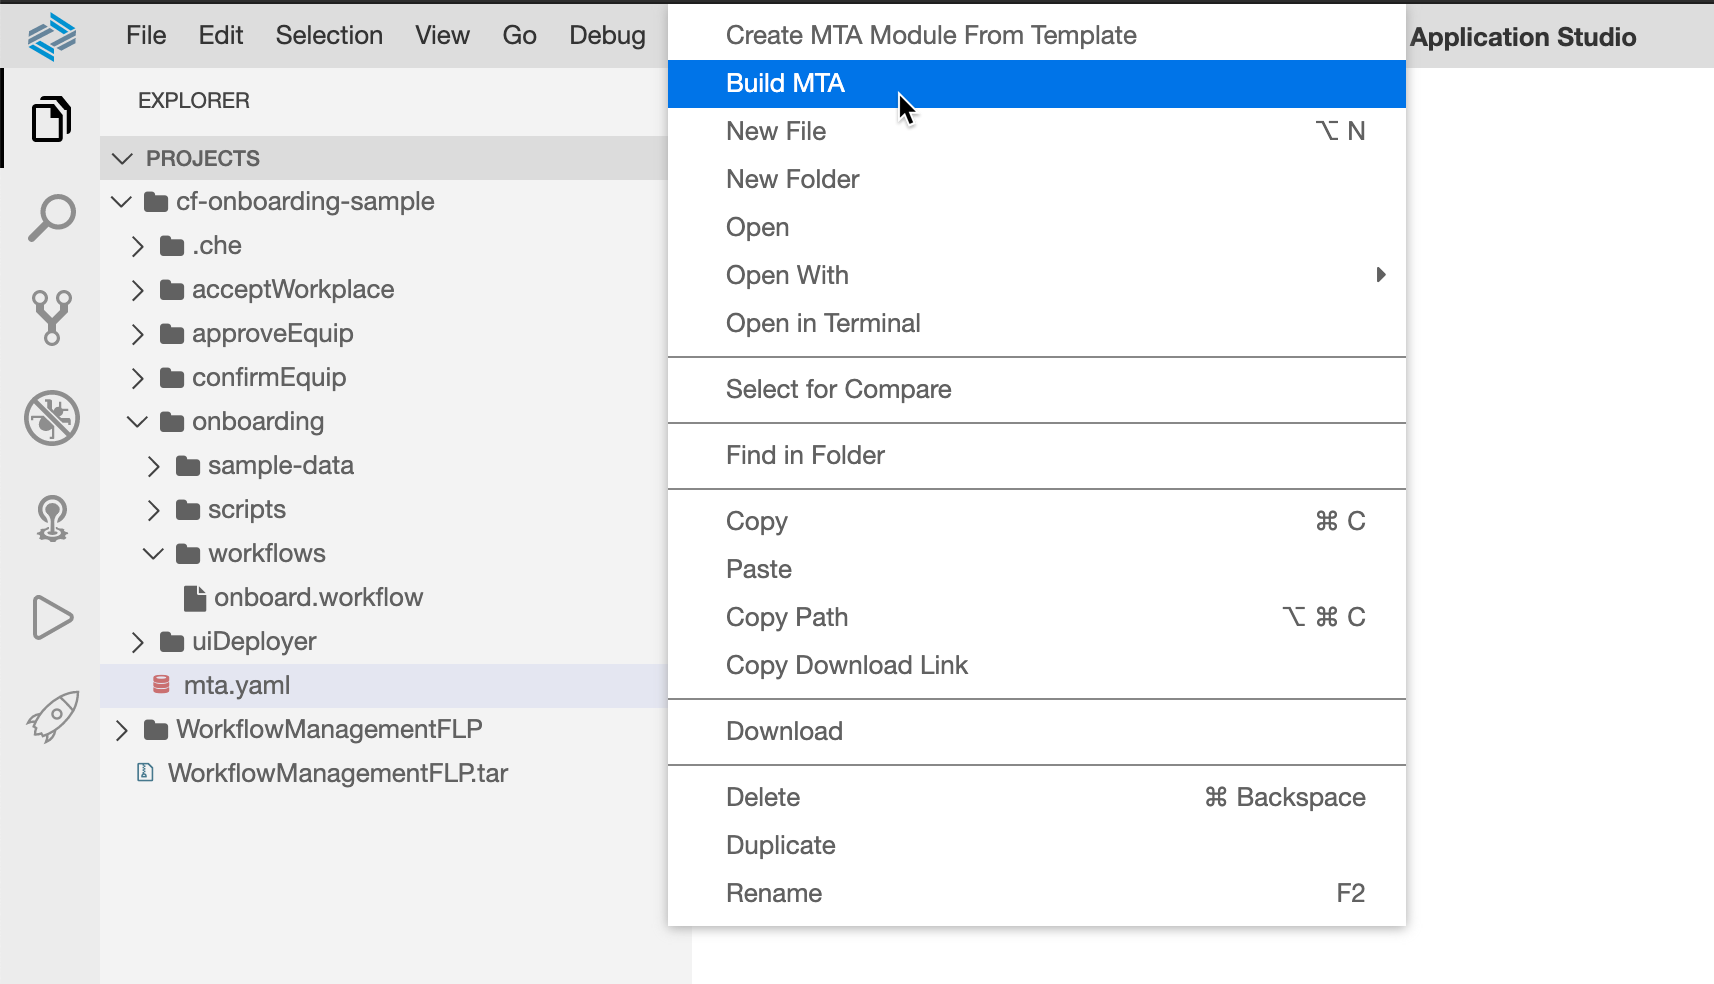 File Edit Selection View Go Debug
Application Studio
EXPLORER
PROJECTS
cf-onboarding-sample
.che
acceptWorkplace
approveEquip
confirmEquip
onboarding
sample-data
scripts
workflows
onboard.workflow
uiDeployer
mta.yaml
WorkflowManagementFLP
WorkflowManagementFLP.tar
Create MTA Module From Template
Build MTA
New File ⌥ N
New Folder
Open
Open With
Open in Terminal
Select for Compare
Find in Folder
Copy ⌘ C
Paste
Copy Path ⌥ ⌘ C
Copy Download Link
Download
Delete ⌘ Backspace
Duplicate
Rename F2